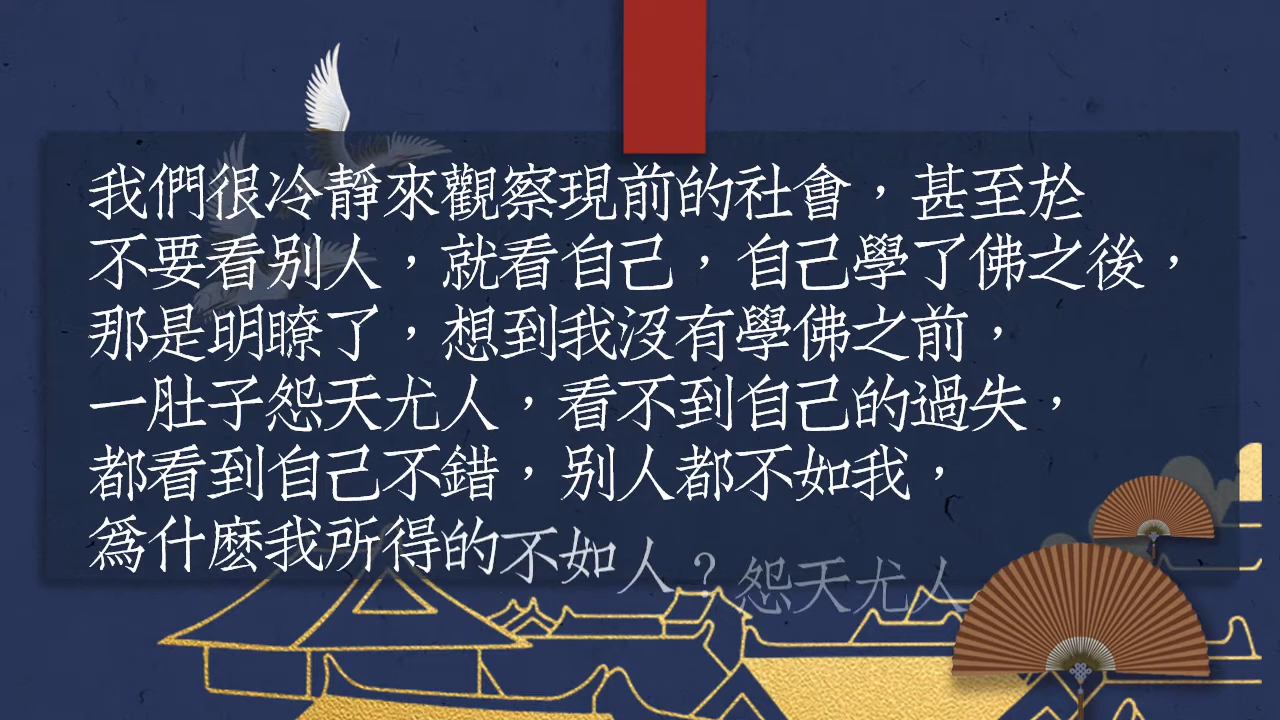 我們很冷靜來觀察現前的社會，甚至於
不要看别人，就看自己，自己學了佛之後，
那是明瞭了，想到我沒有學佛之前，
一肚子怨天尤人，看不到自己的過失，
都看到自己不錯，别人都不如我，
爲什麽我所得的不如人？怨天尤人